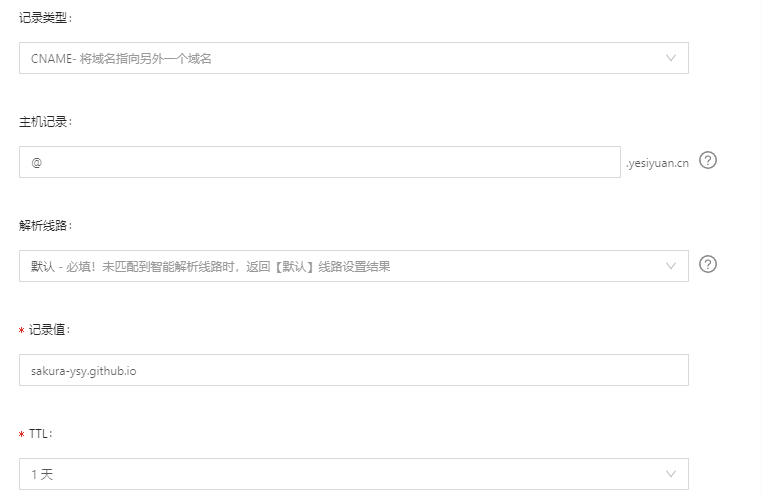 记录类型：
CNAME- 将域名指向另外一个域名
主机记录：
@ .yesiyuan.cn ?
解析线路：
默认 - 必填！未匹配到智能解析线路时，返回【默认】线路设置结果 ?
* 记录值：
sakura-ysy.github.io
* TTL：
1 天